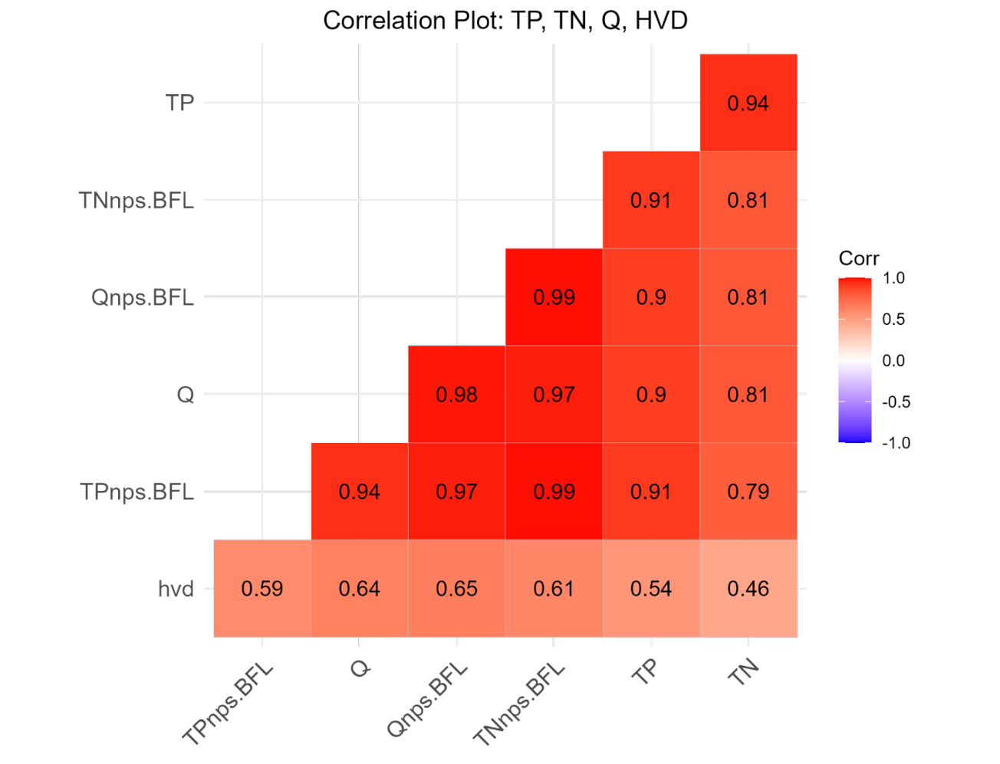 Correlation Plot: TP, TN, Q, HVD
TP
0.94
TNnps.BFL
0.91 0.81
Qnps.BFL
0.99 0.9 0.81
Q
0.98 0.97 0.9 0.81
TPnps.BFL
0.94 0.97 0.99 0.91 0.79
hvd
0.59 0.64 0.65 0.61 0.54 0.46
TPnps.BFL
Q
Qnps.BFL
TNnps.BFL
TP
TN
Corr
1.0
0.5
0.0
-0.5
-1.0